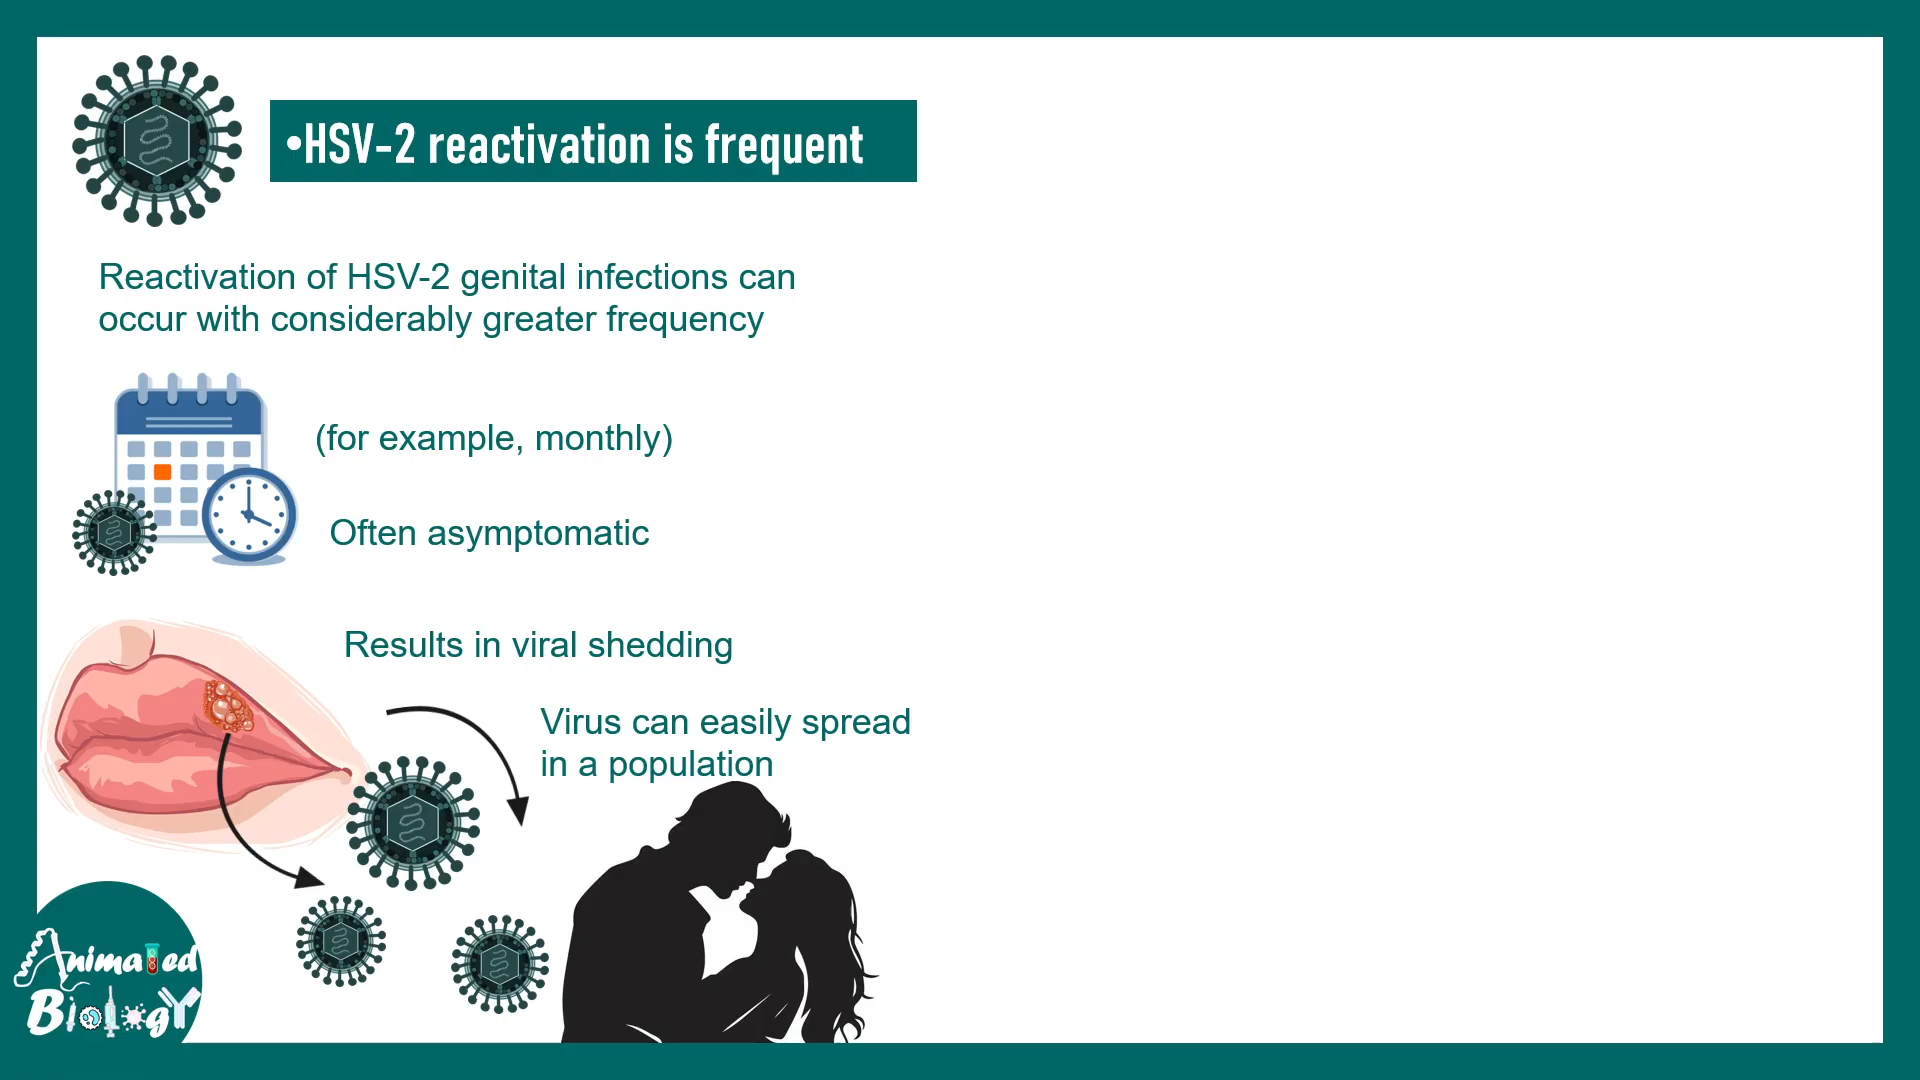 •HSV-2 reactivation is frequent
Reactivation of HSV-2 genital infections can
occur with considerably greater frequency
(for example, monthly)
Often asymptomatic
Results in viral shedding
Virus can easily spread
in a population
Animated
Biology